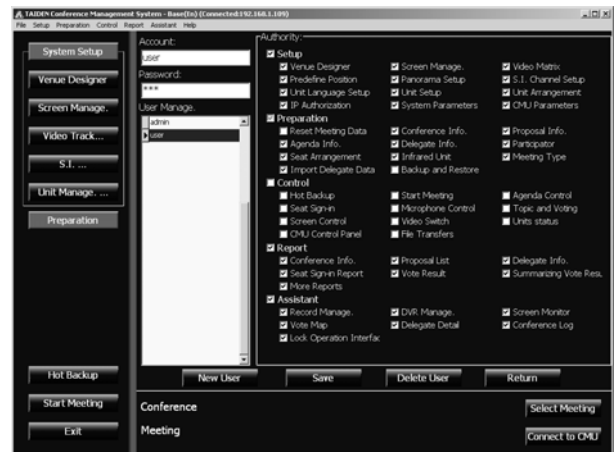 TAIDEN Conference Management System - Base(En) (Connected:192.168.1.109)
File Setup Preparation Control Report Assistant Help
System Setup
Venue Designer
Screen Manage.
Video Track...
S.I. ...
Unit Manage. ...
Preparation
Hot Backup
Start Meeting
Exit
Account:
user
Password:
***
User Manage.
admin
user
Authority:
Setup
Venue Designer Screen Manage. Video Matrix
Predefine Position Panorama Setup S.I. Channel Setup
Unit Language Setup Unit Setup Unit Arrangement
IP Authorization System Parameters CMU Parameters
Preparation
Reset Meeting Data Conference Info. Proposal Info.
Agenda Info. Delegate Info. Participator
Seat Arrangement Infrared Unit Meeting Type
Import Delegate Data Backup and Restore
Control
Hot Backup Start Meeting Agenda Control
Seat Sign-in Microphone Control Topic and Voting
Screen Control Video Switch Units status
CMU Control Panel File Transfers
Report
Conference Info. Proposal List Delegate Info.
Seat Sign-in Report Vote Result Summarizing Vote Resu
More Reports
Assistant
Record Manage. DVR Manage. Screen Monitor
Vote Map Delegate Detail Conference Log
Lock Operation Interfac
New User Save Delete User Return
Conference
Meeting
Select Meeting
Connect to CMU